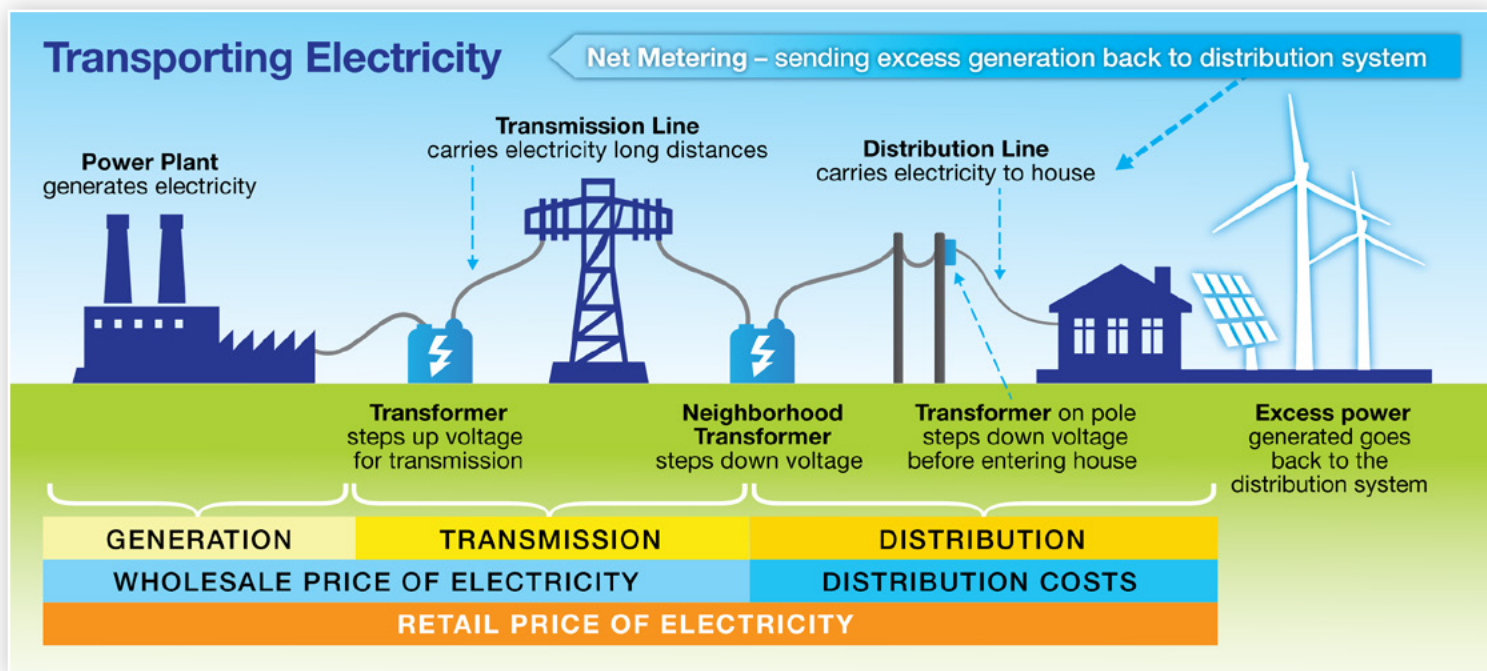 Transporting Electricity
Net Metering – sending excess generation back to distribution system
Power Plant
generates electricity
Transmission Line
carries electricity long distances
Distribution Line
carries electricity to house
Transformer
steps up voltage
for transmission
Neighborhood
Transformer
steps down voltage
Transformer on pole
steps down voltage
before entering house
Excess power
generated goes
back to the
distribution system
GENERATION
TRANSMISSION
DISTRIBUTION
WHOLESALE PRICE OF ELECTRICITY
DISTRIBUTION COSTS
RETAIL PRICE OF ELECTRICITY